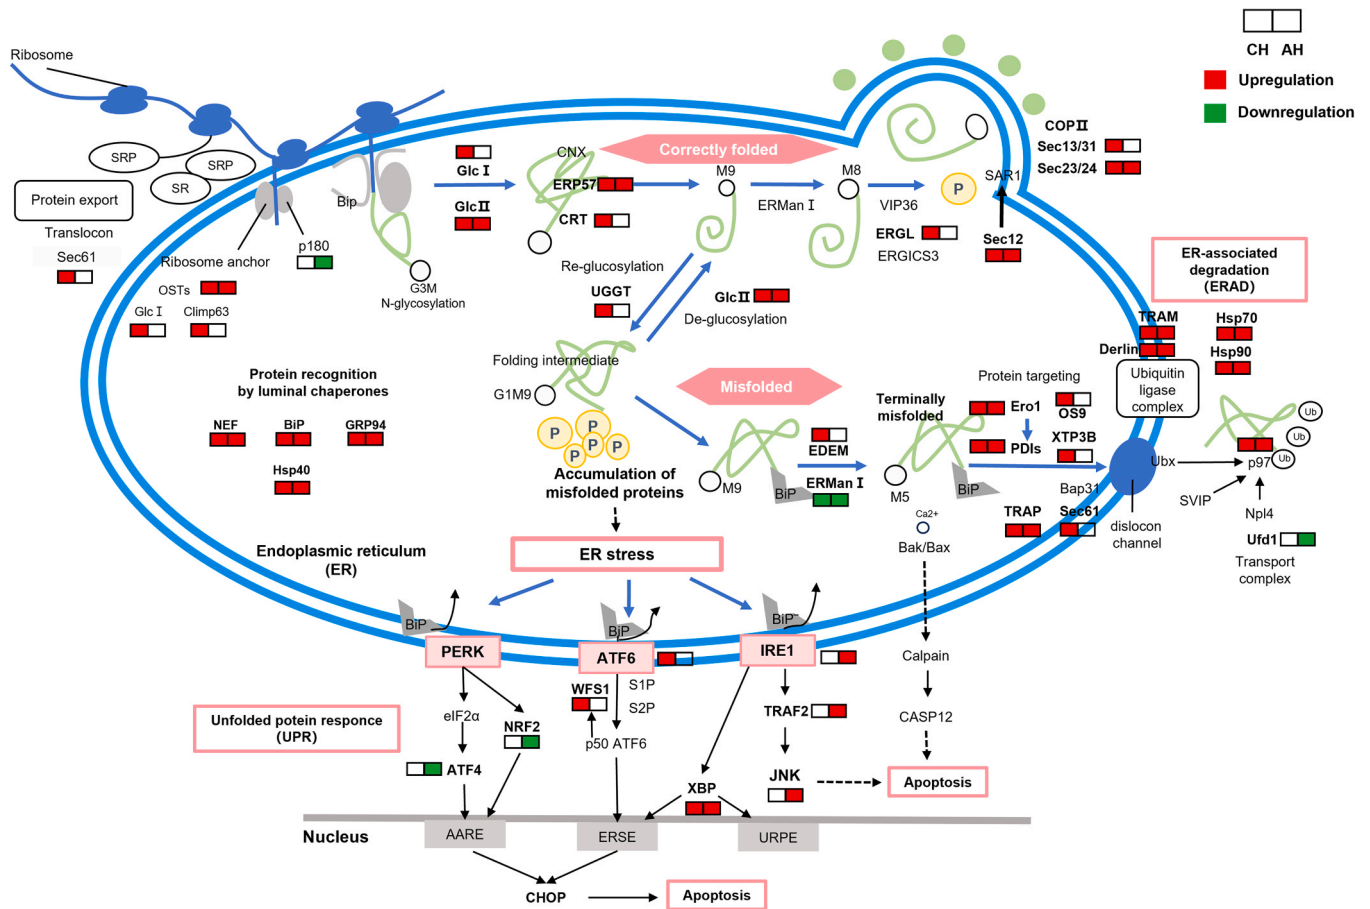 Ribosome
SRP
SRP
SR
Protein export
Translocon
Sec61
Ribosome anchor
p180
OSTs
Glc Ⅰ
Climp63
Bip
G3M
N-glycosylation
Glc Ⅰ
GlcⅡ
CNX
ERP57
CRT
Correctly folded
M9
ERMan Ⅰ
M8
VIP36
ERGL
ERGICS3
P
SAR1
Sec12
COPⅡ
Sec13/31
Sec23/24
CH AH
Upregulation
Downregulation
Re-glucosylation
UGGT
GlcⅡ
De-glucosylation
Folding intermediate
G1M9
P
P
P
P
P
Accumulation of
misfolded proteins
ER stress
Misfolded
M9
BiP
EDEM
ERMan Ⅰ
Terminally
misfolded
M5
BiP
Protein targeting
Ero1
OS9
PDIs
XTP3B
Bap31
TRAP
Sec61
Ca2+
Bak/Bax
Calpain
CASP12
Apoptosis
ER-associated
degradation
(ERAD)
TRAM
Derlin
Hsp70
Hsp90
Ubiquitin
ligase
complex
Ub
Ub
Ub
Ubx
p97
SVIP
Npl4
Ufd1
Transport
complex
dislocon
channel
Protein recognition
by luminal chaperones
NEF
BiP
GRP94
Hsp40
Endoplasmic reticulum
(ER)
BiP
BiP
BiP
PERK
ATF6
IRE1
Unfolded potein responce
(UPR)
eIF2α
NRF2
ATF4
WFS1
S1P
S2P
p50 ATF6
TRAF2
JNK
XBP
Nucleus
AARE
ERSE
URPE
CHOP
Apoptosis